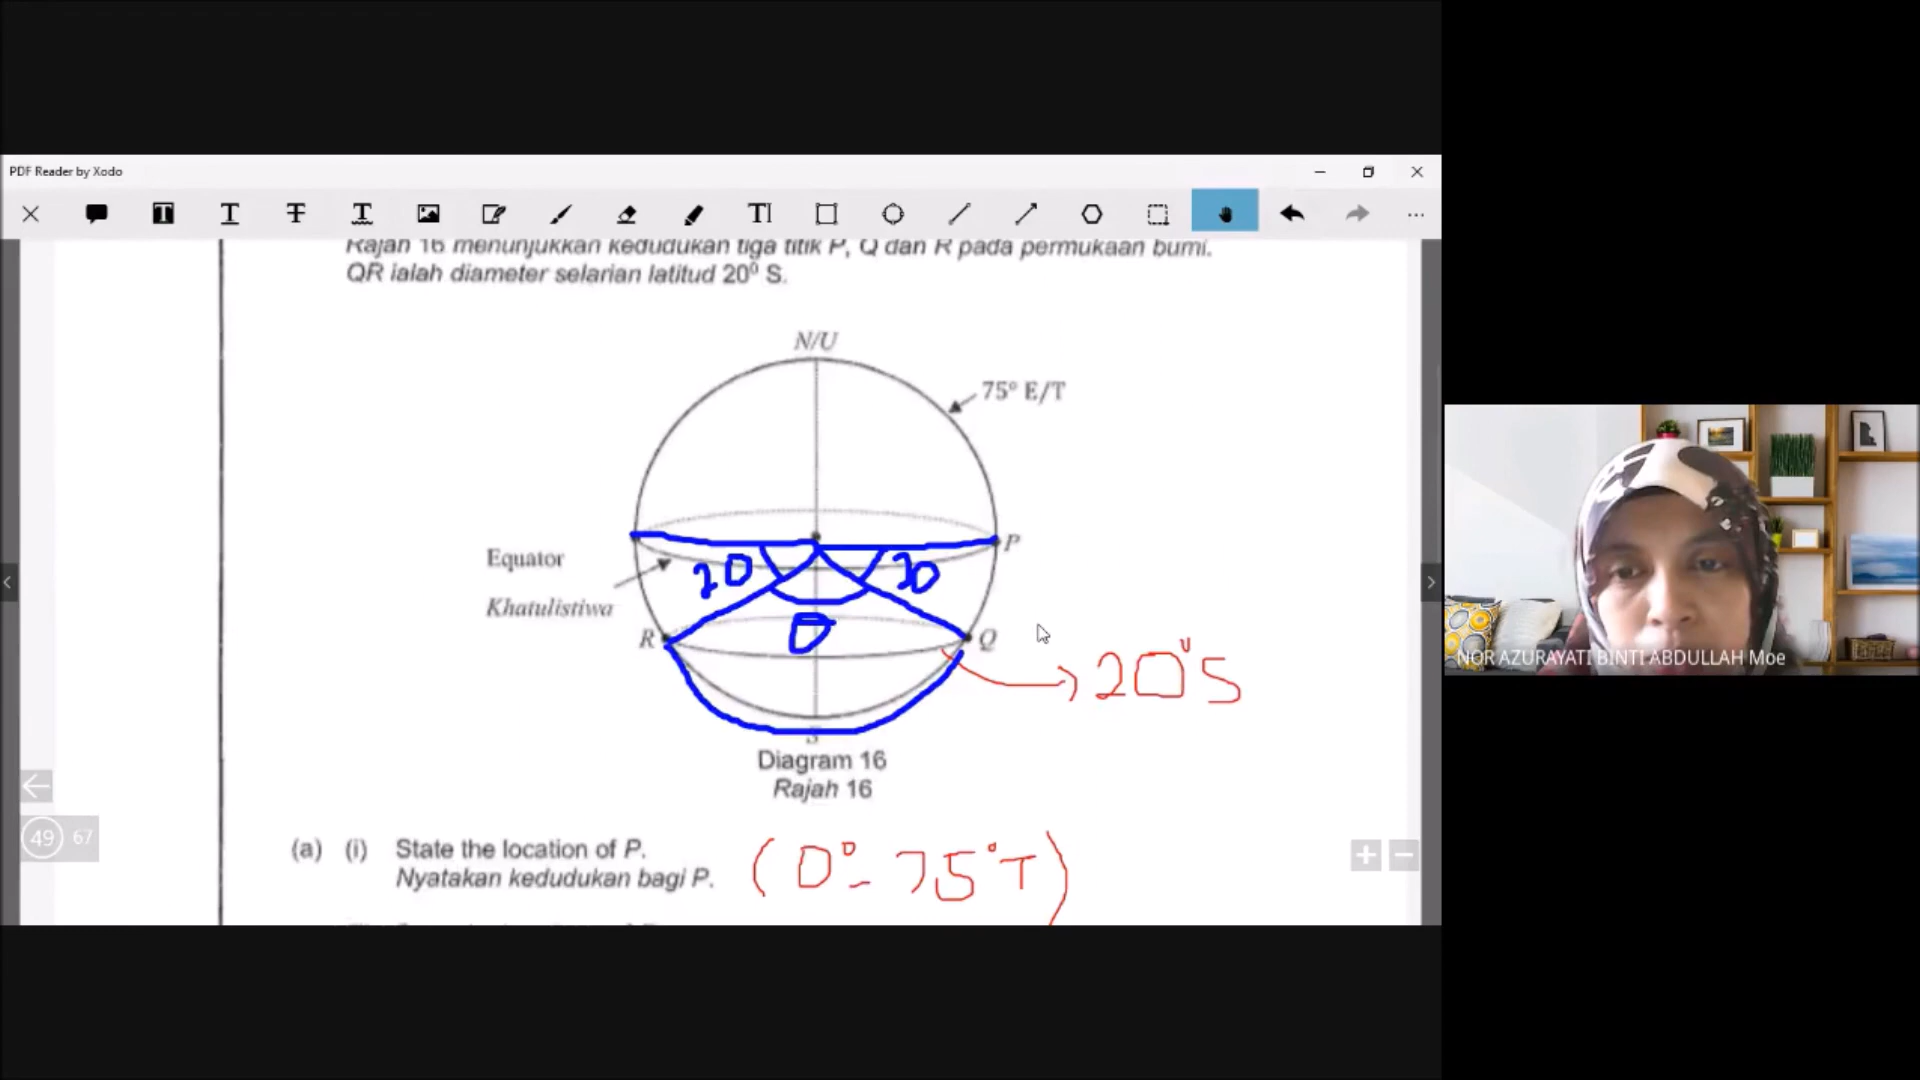 PDF Reader by Xodo
Rajah 16 menunjukkan kedudukan tiga titik P, Q dan R pada permukaan bumi.
QR ialah diameter selarian latitud 20⁰ S.
N/U
75° E/T
P
Equator
Khatulistiwa
20
20
θ
R
Q
20°S
S
Diagram 16
Rajah 16
(a) (i) State the location of P.
Nyatakan kedudukan bagi P.
(0° - 75°T)
49 67
NOR AZURAYATI BINTI ABDULLAH Moe